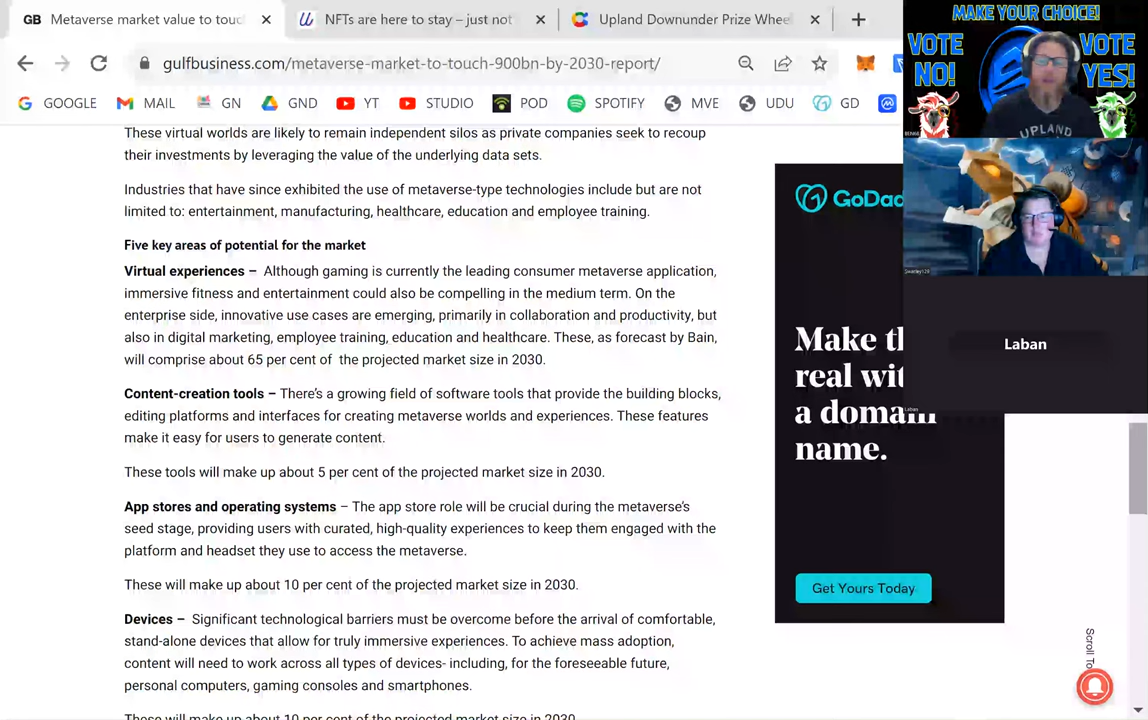 Metaverse market value to touc
NFTs are here to stay – just not
Upland Downunder Prize Whee
gulfbusiness.com/metaverse-market-to-touch-900bn-by-2030-report/
GOOGLE MAIL GN GND YT STUDIO POD SPOTIFY MVE UDU GD
MAKE YOUR CHOICE!
VOTE NO!
VOTE YES!
UPLAND
Laban
These virtual worlds are likely to remain independent silos as private companies seek to recoup
their investments by leveraging the value of the underlying data sets.
Industries that have since exhibited the use of metaverse-type technologies include but are not
limited to: entertainment, manufacturing, healthcare, education and employee training.
Five key areas of potential for the market
Virtual experiences – Although gaming is currently the leading consumer metaverse application,
immersive fitness and entertainment could also be compelling in the medium term. On the
enterprise side, innovative use cases are emerging, primarily in collaboration and productivity, but
also in digital marketing, employee training, education and healthcare. These, as forecast by Bain,
will comprise about 65 per cent of the projected market size in 2030.
Content-creation tools – There's a growing field of software tools that provide the building blocks,
editing platforms and interfaces for creating metaverse worlds and experiences. These features
make it easy for users to generate content.
These tools will make up about 5 per cent of the projected market size in 2030.
App stores and operating systems – The app store role will be crucial during the metaverse's
seed stage, providing users with curated, high-quality experiences to keep them engaged with the
platform and headset they use to access the metaverse.
These will make up about 10 per cent of the projected market size in 2030.
Devices – Significant technological barriers must be overcome before the arrival of comfortable,
stand-alone devices that allow for truly immersive experiences. To achieve mass adoption,
content will need to work across all types of devices- including, for the foreseeable future,
personal computers, gaming consoles and smartphones.
These will make up about 10 per cent of the projected market size in 2030
GoDad
Make th
real wit
a domain
name.
Get Yours Today
Scroll To